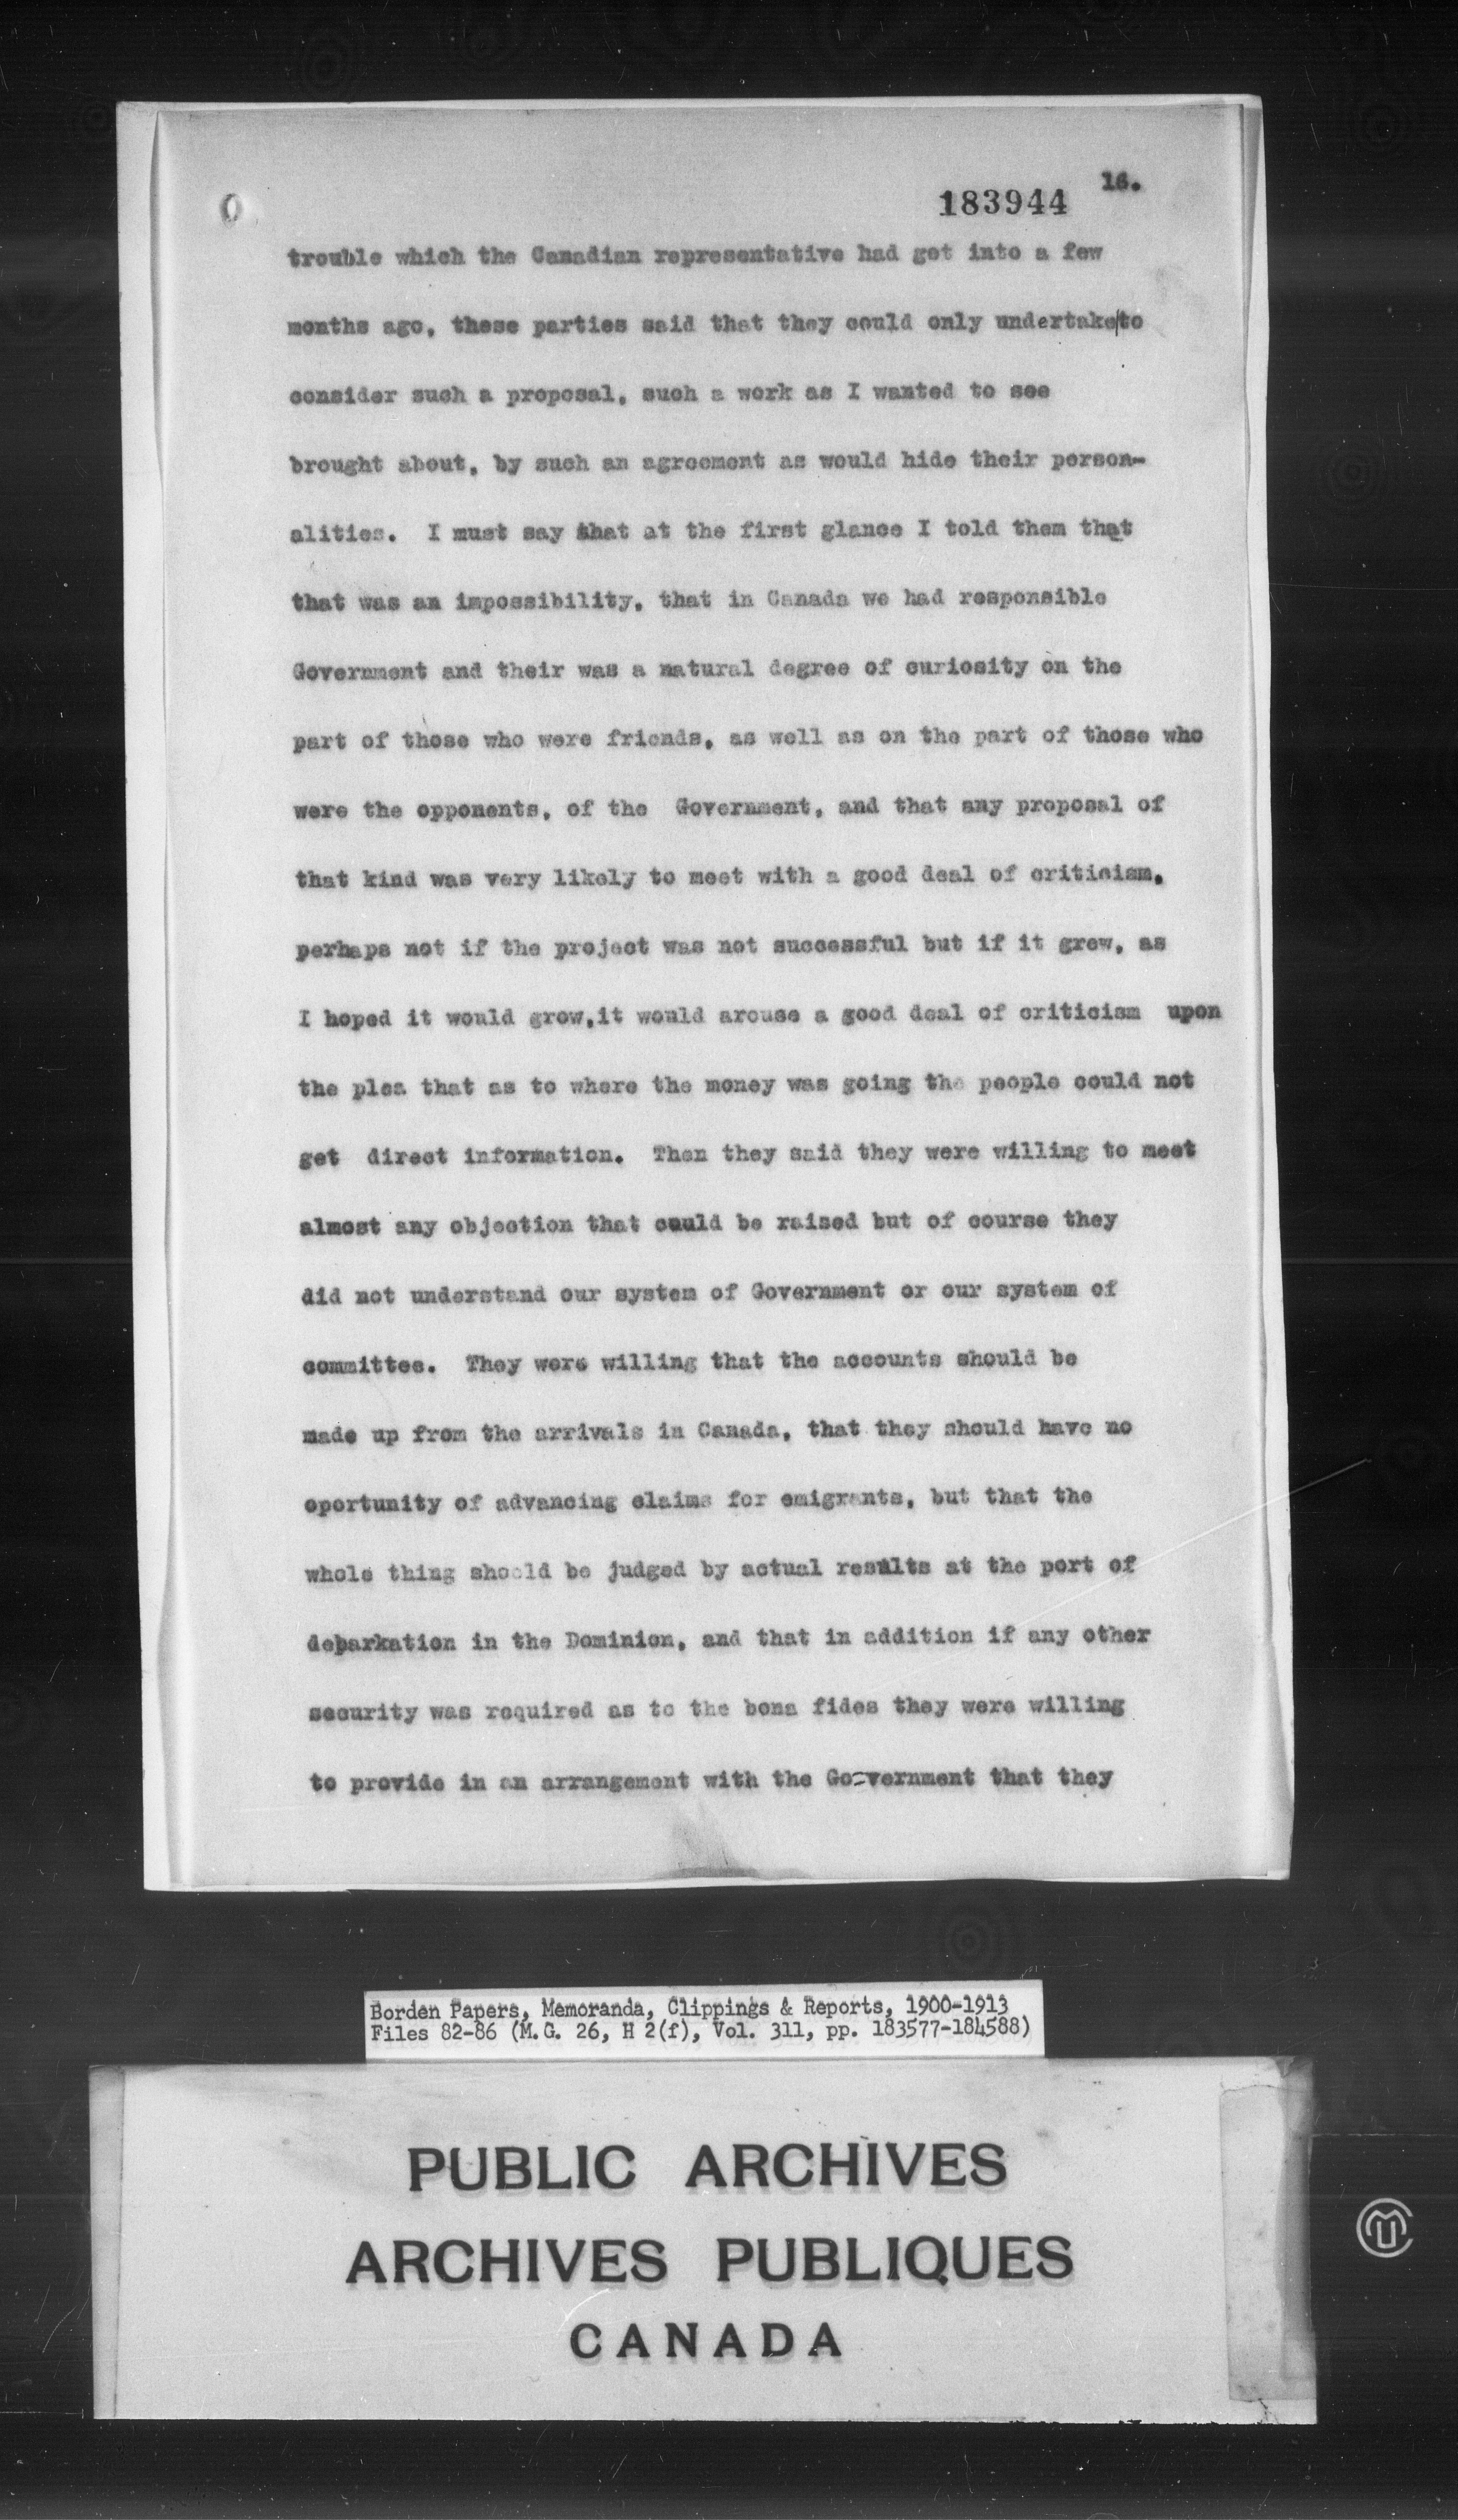 16.
183944
trouble which the Canadian representative had got into a few
months ago, these parties said that they could only undertake|to
consider such a proposal, such a work as I wanted to see
brought about, by such an agreement as would hide their person-
alities. I must say that at the first glance I told them that
that was an impossibility, that in Canada we had responsible
Government and their was a natural degree of curiosity on the
part of those who were friends, as well as on the part of those who
were the opponents, of the Government, and that any proposal of
that kind was very likely to meet with a good deal of criticism,
perhaps not if the project was not successful but if it grew, as
I hoped it would grow,it would arouse a good deal of criticism upon
the plea that as to where the money was going the people could not
get direct information. Then they said they were willing to meet
almost any objection that could be raised but of course they
did not understand our system of Government or our system of
committee. They were willing that the accounts should be
made up from the arrivals in Canada, that they should have no
oportunity of advancing claims for emigrants, but that the
whole thing should be judged by actual results at the port of
debarkation in the Dominion, and that in addition if any other
security was required as to the bona fides they were willing
to provide in an arrangement with the Go-vernment that they
Borden Papers, Memoranda, Clippings & Reports, 1900-1913
Files 82-86 (M.G. 26, H 2(f), Vol. 311, pp. 183577-184588)
PUBLIC ARCHIVES
ARCHIVES PUBLIQUES
CANADA